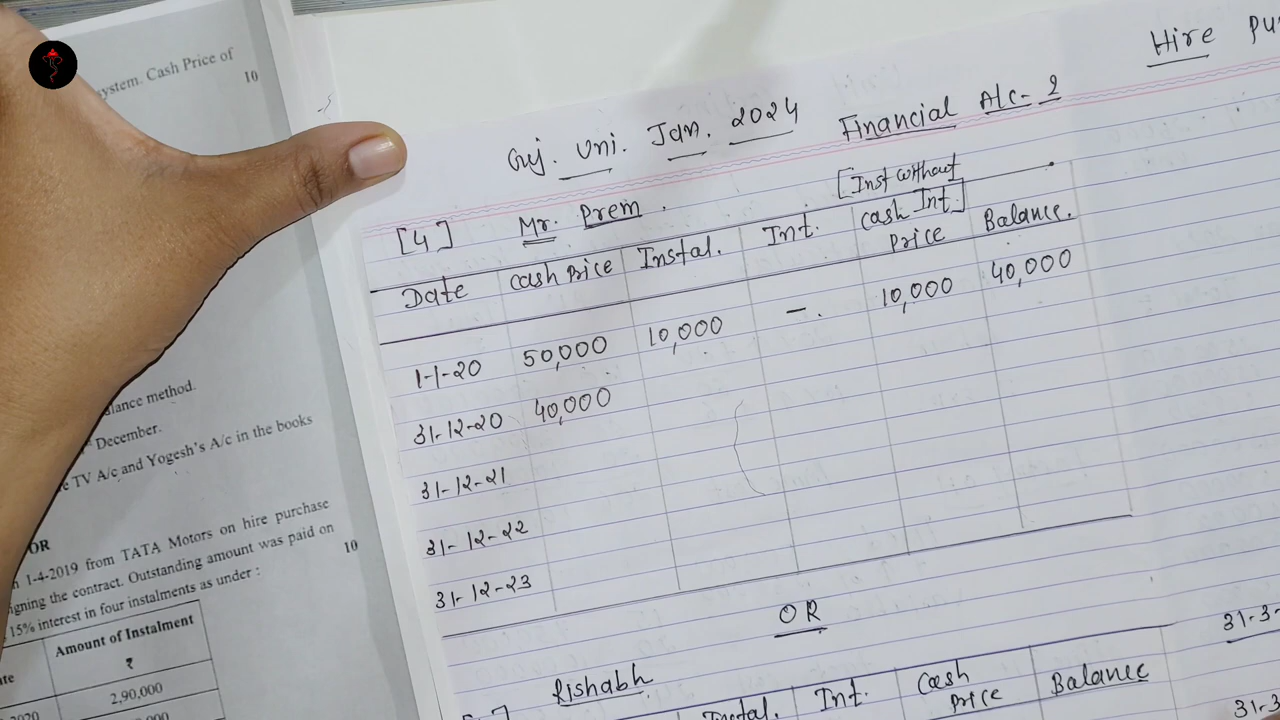 system. Cash Price of
10
balance method.
December.
TV A/c and Yogesh's A/c in the books
OR
1-4-2019 from TATA Motors on hire purchase
10
igning the contract. Outstanding amount was paid on
15% interest in four instalments as under :
Amount of Instalment
₹
2020
2,90,000
Hire
Guj. Uni. Jan. 2024 Financial A/c-2
[4] Mr. Prem.
[Inst without Int.]
Date Cash Price Instal. Int. Cash Price Balance.
1-1-20 50,000 10,000 -. 10,000 40,000
31-12-20 40,000
31-12-21
31-12-22
31-12-23
OR
Rishabh
Instal. Int. Cash Price Balance
31-3-
31-3